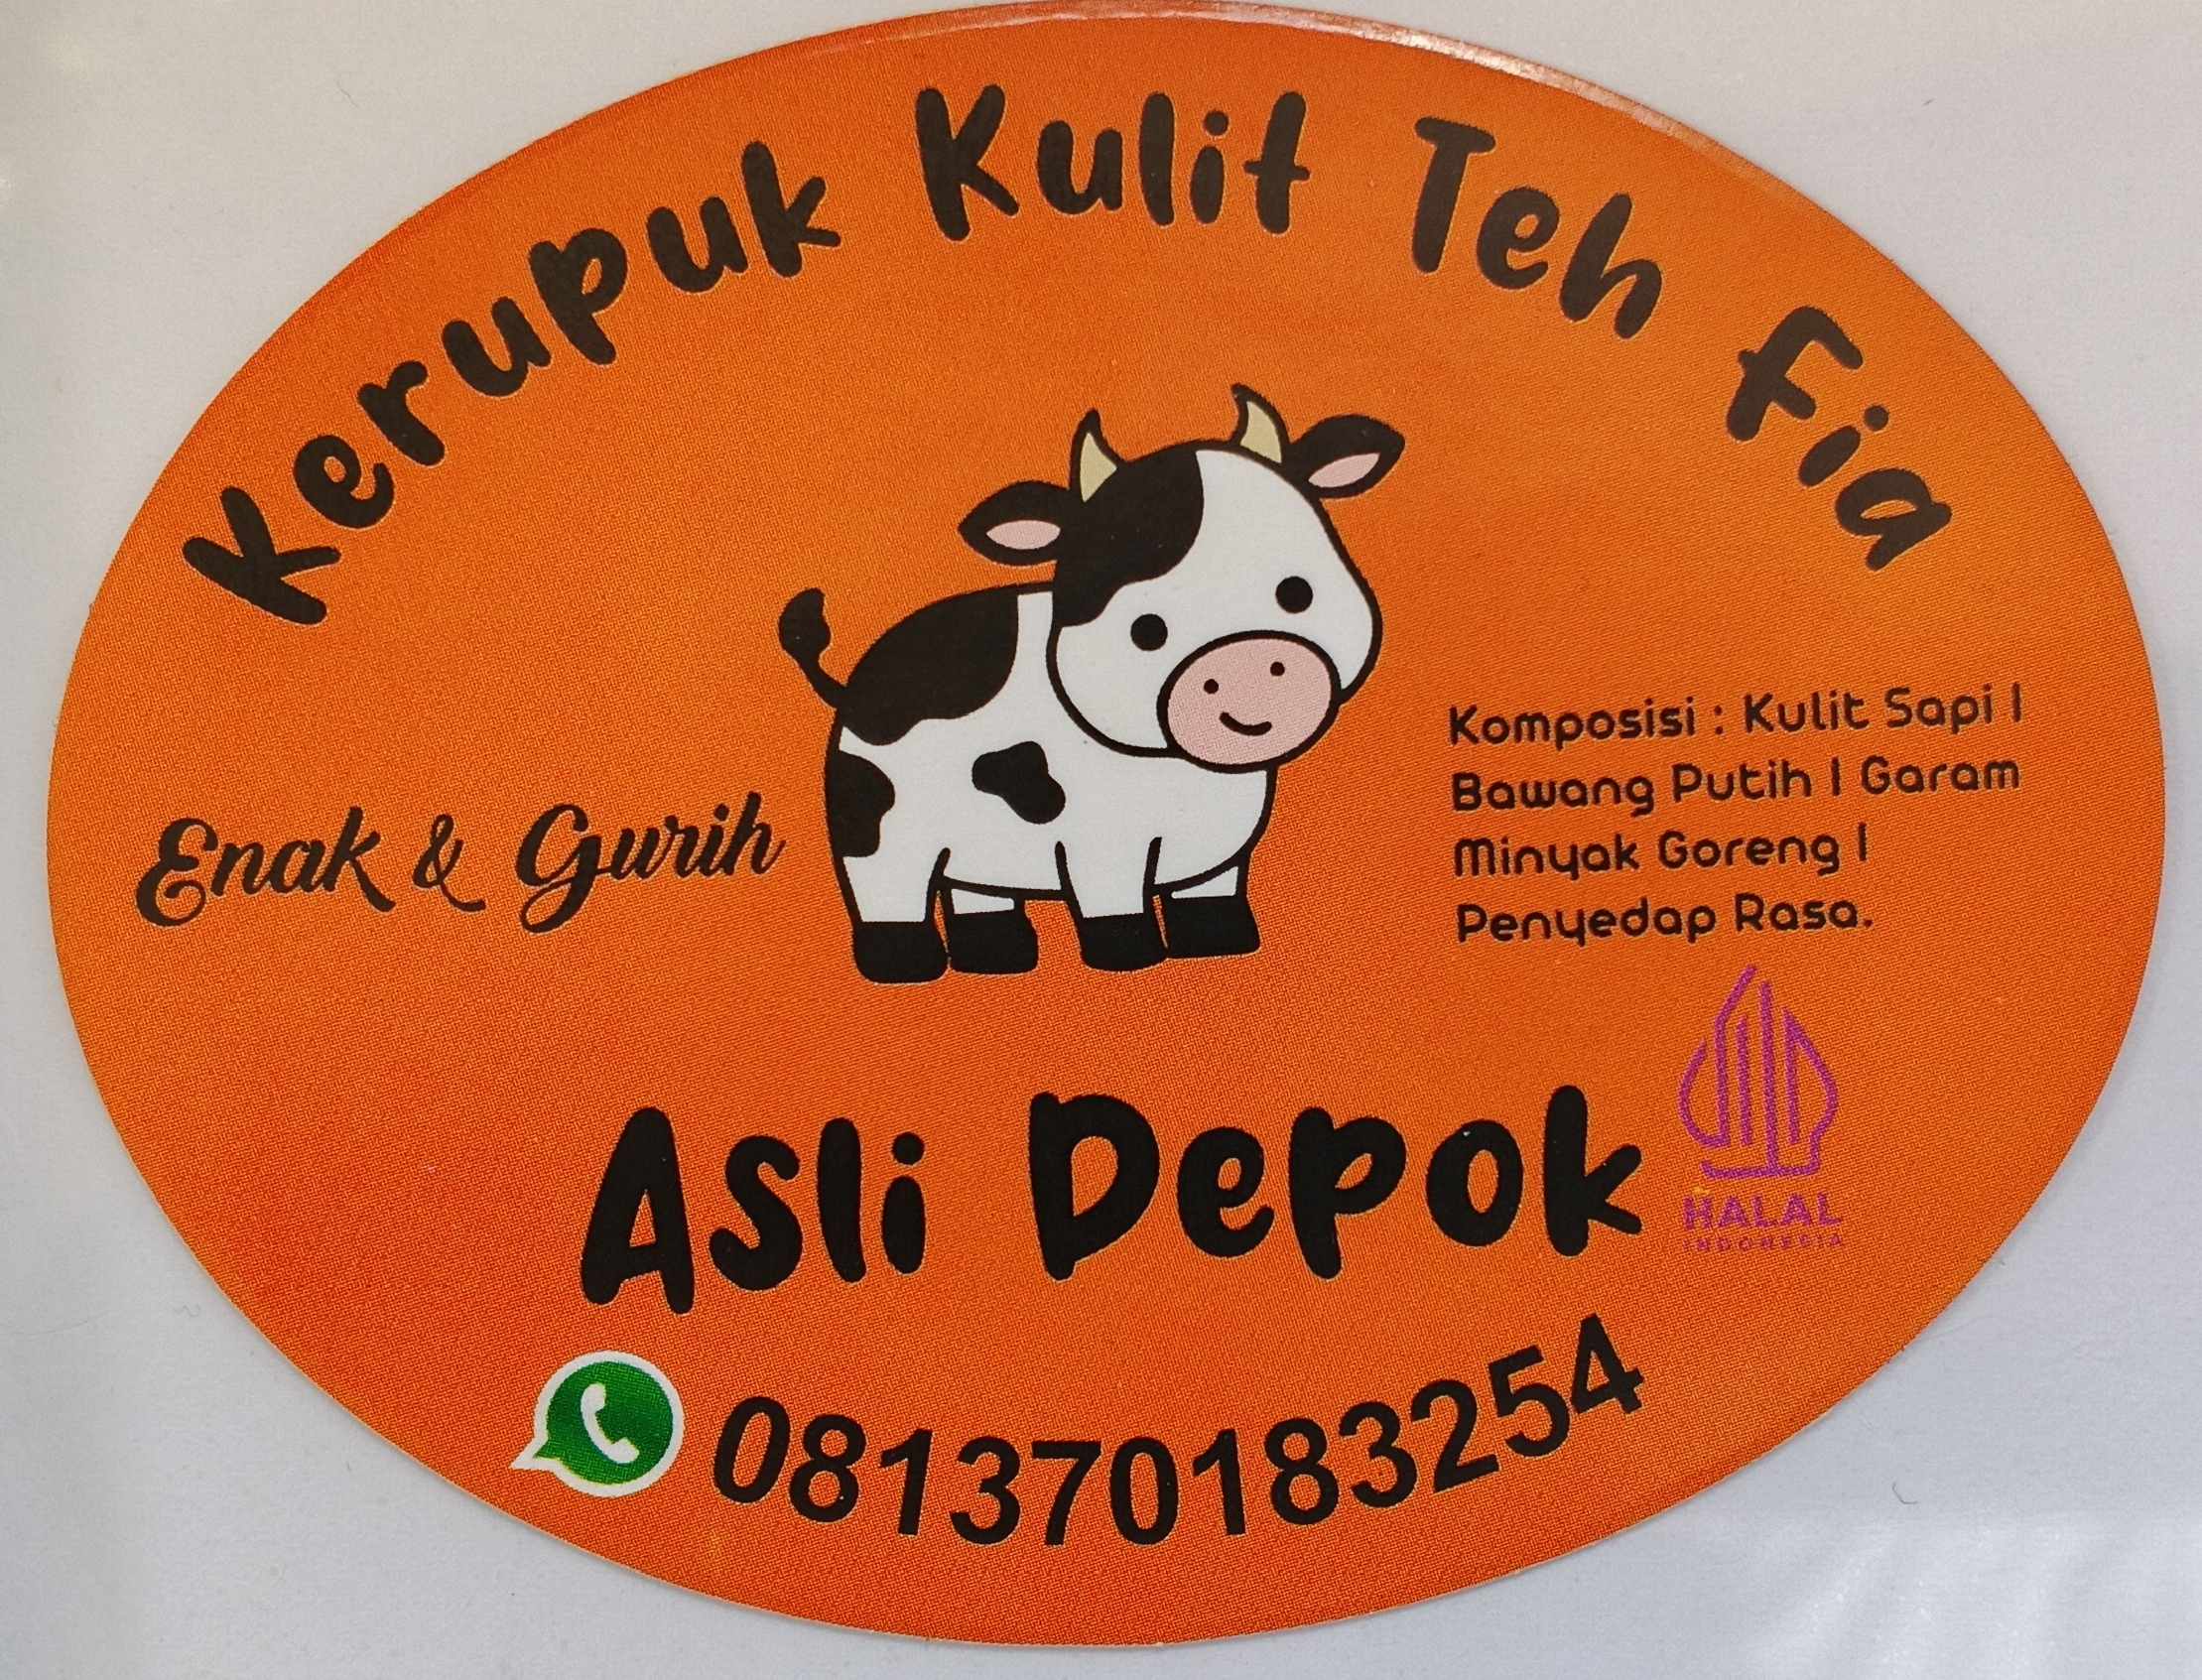 Kerupuk Kulit Teh Fia
Enak & Gurih
Komposisi : Kulit Sapi |
Bawang Putih | Garam
Minyak Goreng |
Penyedap Rasa.
HALAL
INDONESIA
Asli Depok
081370183254